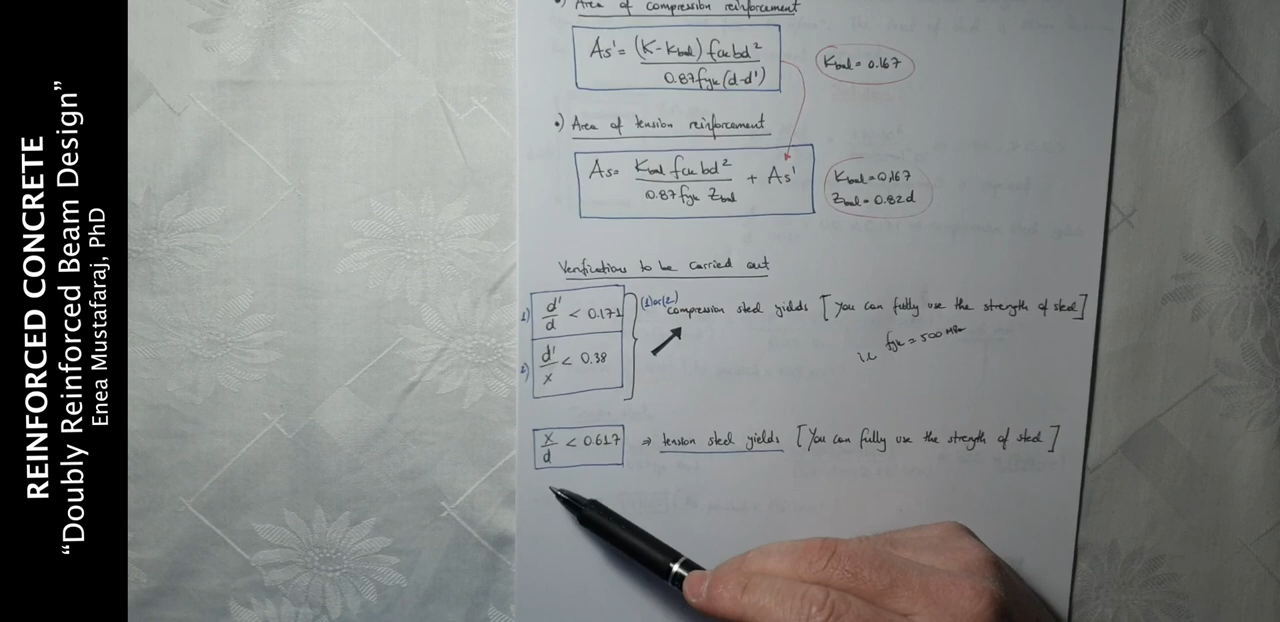 REINFORCED CONCRETE
“Doubly Reinforced Beam Design”
Enea Mustafaraj, PhD
•) Area of compression reinforcement
As' = (K-Kbal) fcu bd² / 0.87fyk (d-d')
Kbal = 0.167
•) Area of tension reinforcement
As = Kbal fcu bd² / 0.87 fyk Zbal + As'
Kbal = 0.167
Zbal = 0.82d
Verifications to be carried out
1) d'/d < 0.171
(1) or (2)
compression steel yields [You can fully use the strength of steel]
i.e fyk = 500 MPa
2) d'/x < 0.38
x/d < 0.617 ⇒ tension steel yields [You can fully use the strength of steel]